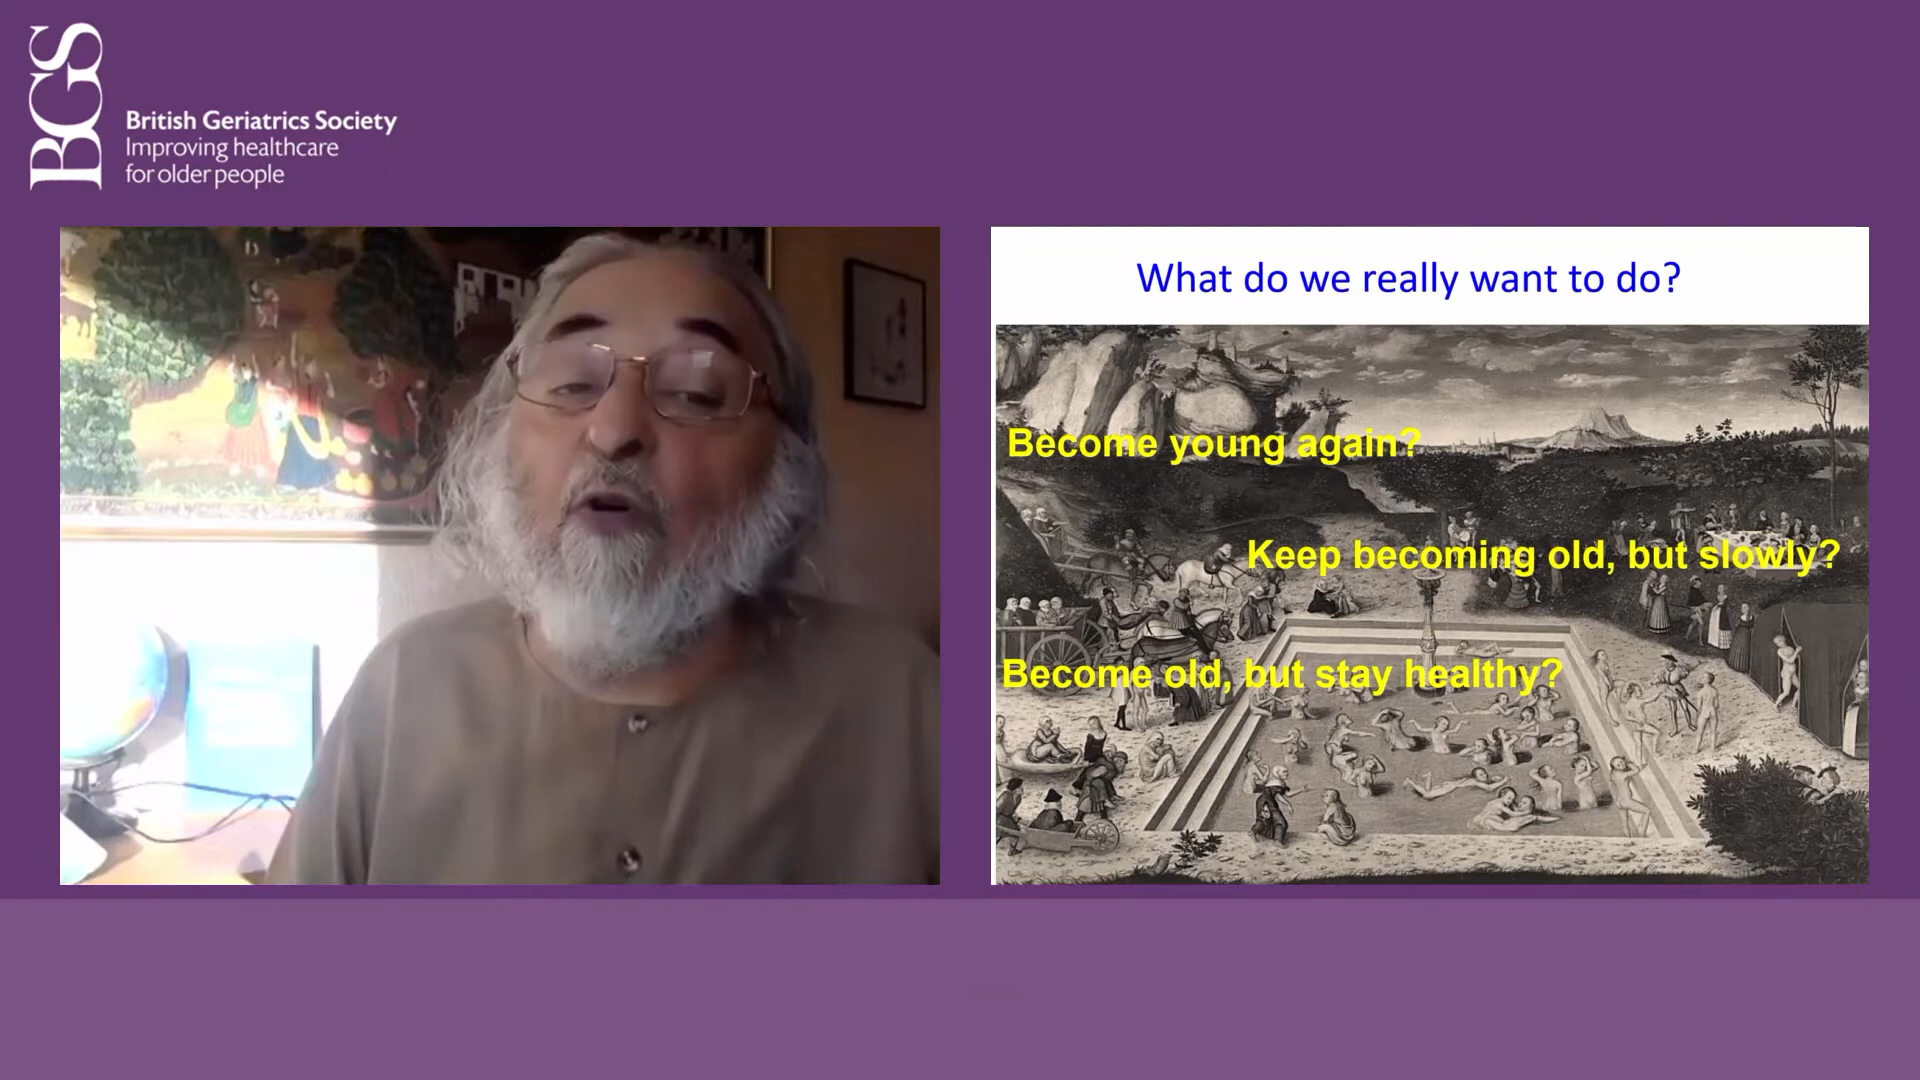 BGS
British Geriatrics Society
Improving healthcare
for older people
What do we really want to do?
Become young again?
Keep becoming old, but slowly?
Become old, but stay healthy?